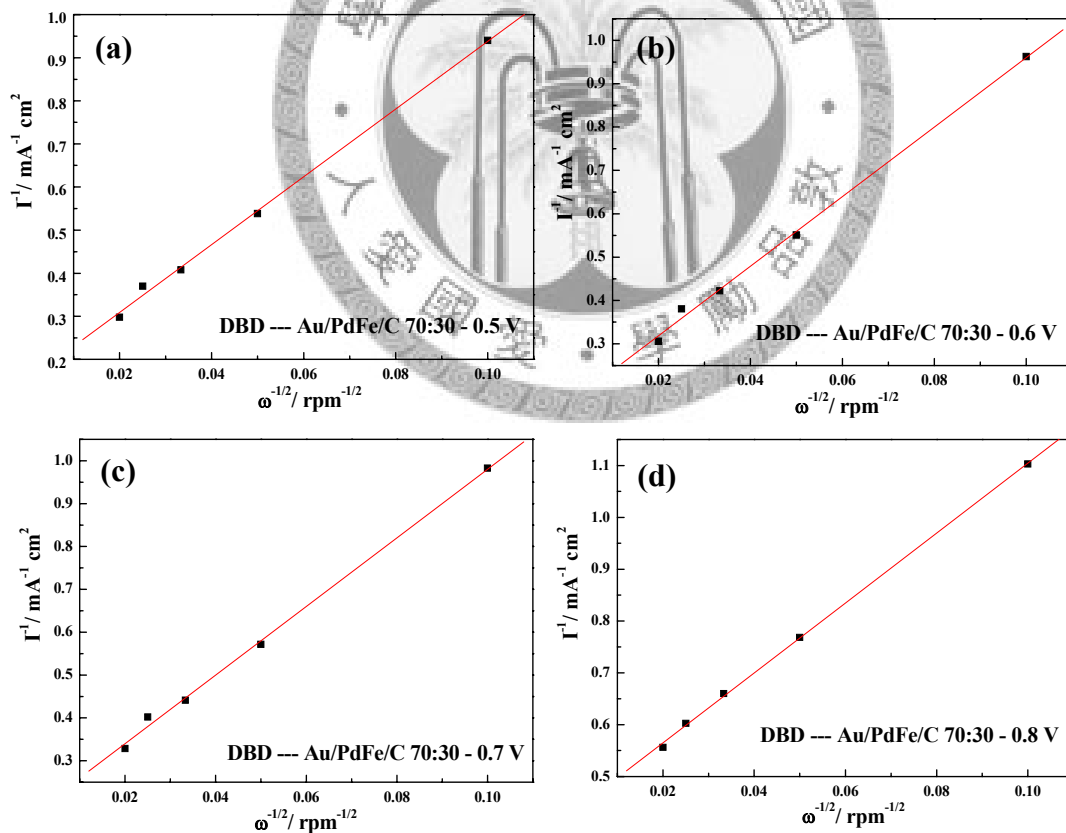 (a)
1.0
0.9
0.8
0.7
0.6
0.5
0.4
0.3
0.2
I⁻¹/ mA⁻¹ cm²
0.02 0.04 0.06 0.08 0.10
ω⁻¹/²/ rpm⁻¹/²
DBD --- Au/PdFe/C 70:30 - 0.5 V
(b)
1.0
0.9
0.8
0.7
0.6
0.5
0.4
0.3
I⁻¹/ mA⁻¹ cm²
0.02 0.04 0.06 0.08 0.10
ω⁻¹/²/ rpm⁻¹/²
DBD --- Au/PdFe/C 70:30 - 0.6 V
人 愛 國 學 勵 品 敦
(c)
1.0
0.9
0.8
0.7
0.6
0.5
0.4
0.3
I⁻¹/ mA⁻¹ cm²
0.02 0.04 0.06 0.08 0.10
ω⁻¹/²/ rpm⁻¹/²
DBD --- Au/PdFe/C 70:30 - 0.7 V
(d)
1.1
1.0
0.9
0.8
0.7
0.6
0.5
I⁻¹/ mA⁻¹ cm²
0.02 0.04 0.06 0.08 0.10
ω⁻¹/²/ rpm⁻¹/²
DBD --- Au/PdFe/C 70:30 - 0.8 V